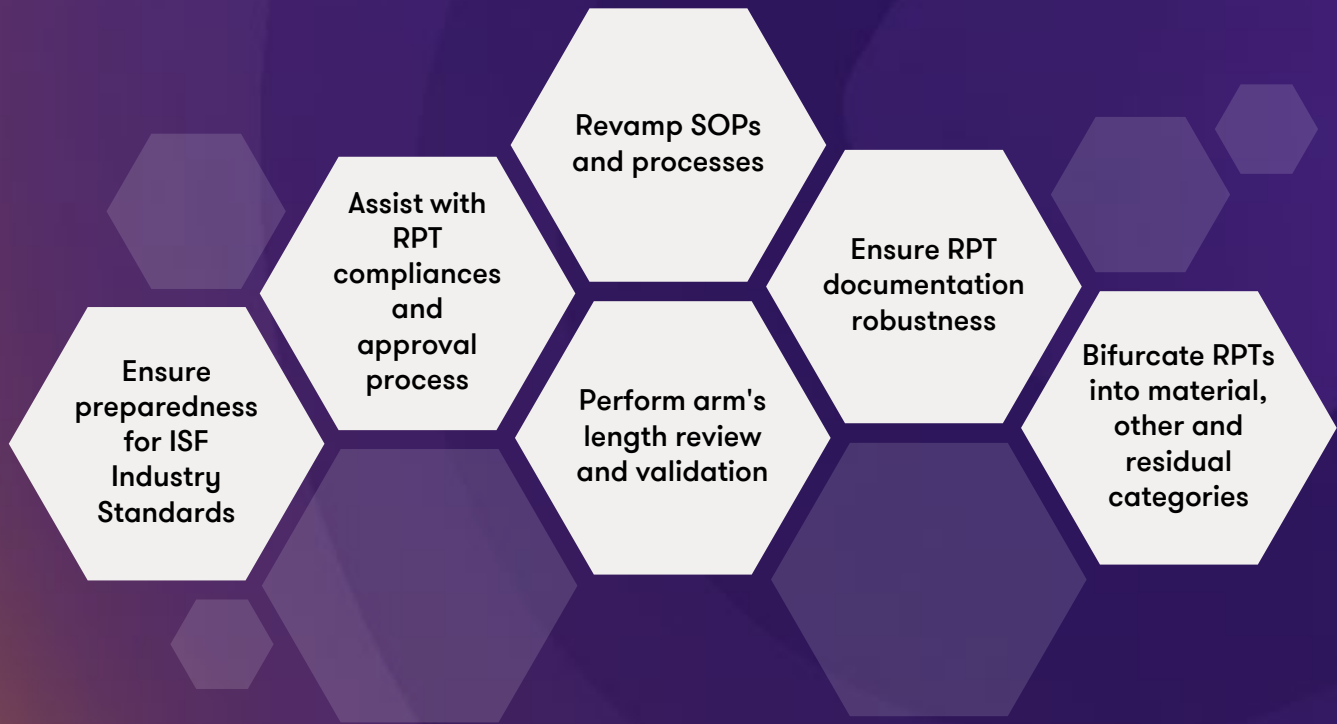 Ensure
preparedness
for ISF
Industry
Standards
Assist with
RPT
compliances
and
approval
process
Revamp SOPs
and processes
Perform arm's
length review
and validation
Ensure RPT
documentation
robustness
Bifurcate RPTs
into material,
other and
residual
categories